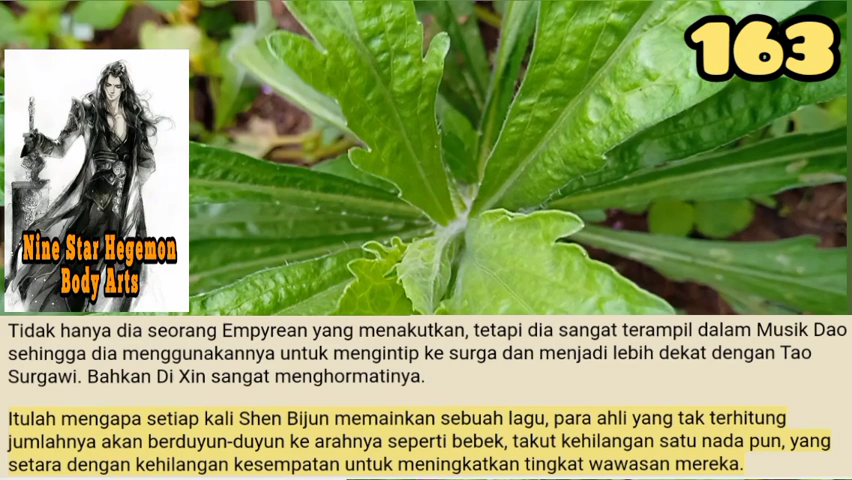 163
Nine Star Hegemon
Body Arts
Tidak hanya dia seorang Empyrean yang menakutkan, tetapi dia sangat terampil dalam Musik Dao
sehingga dia menggunakannya untuk mengintip ke surga dan menjadi lebih dekat dengan Tao
Surgawi. Bahkan Di Xin sangat menghormatinya.
Itulah mengapa setiap kali Shen Bijun memainkan sebuah lagu, para ahli yang tak terhitung
jumlahnya akan berduyun-duyun ke arahnya seperti bebek, takut kehilangan satu nada pun, yang
setara dengan kehilangan kesempatan untuk meningkatkan tingkat wawasan mereka.